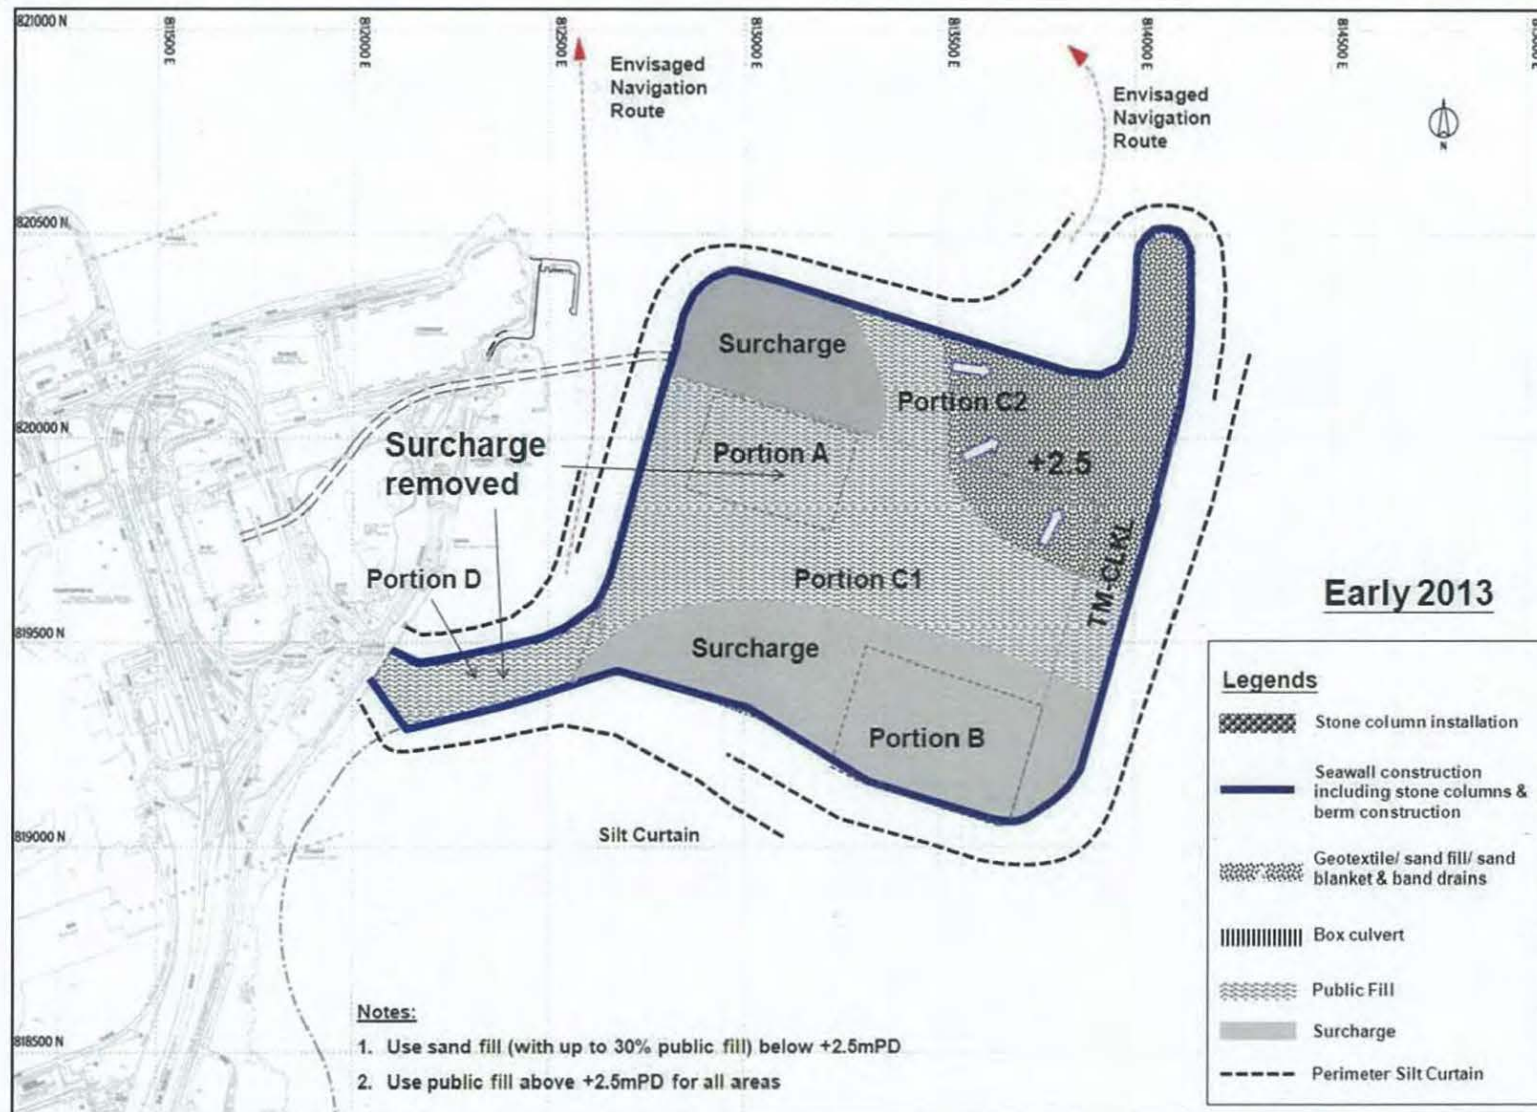 821000 N
811500 E
812000 E
812500 E
813000 E
813500 E
814000 E
814500 E
Envisaged
Navigation
Route
Envisaged
Navigation
Route
N
820500 N
Surcharge
Portion C2
820000 N
Surcharge
removed
Portion A
+2.5
Portion D
Portion C1
TM-CLKL
Early 2013
819500 N
Surcharge
Portion B
819000 N
Silt Curtain
818500 N
Legends
Stone column installation
Seawall construction
including stone columns &
berm construction
Geotextile/ sand fill/ sand
blanket & band drains
Box culvert
Public Fill
Surcharge
Perimeter Silt Curtain
Notes:
1. Use sand fill (with up to 30% public fill) below +2.5mPD
2. Use public fill above +2.5mPD for all areas